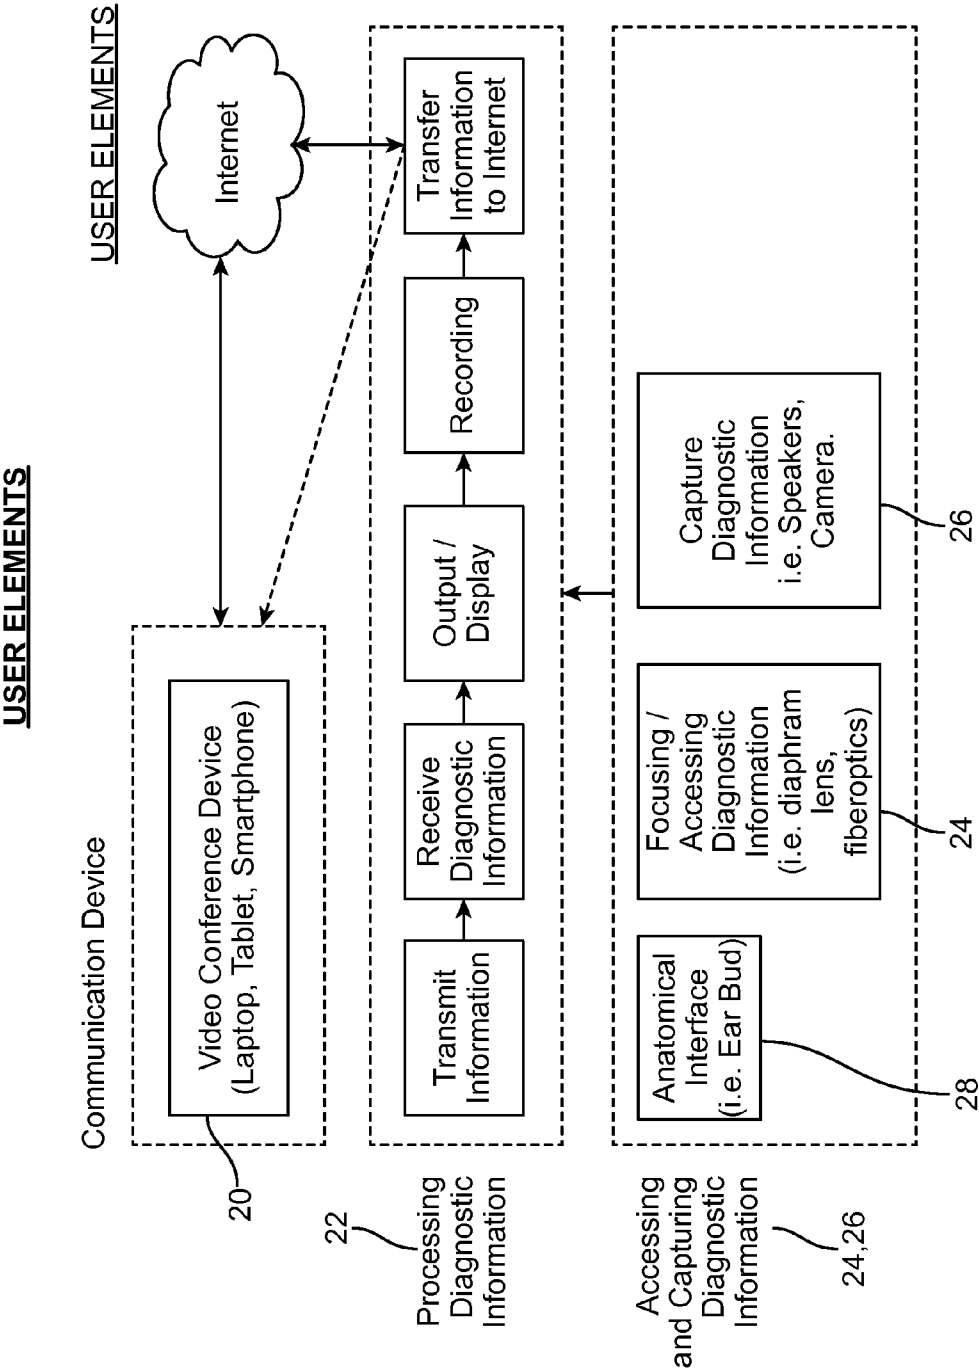 USER ELEMENTS
USER ELEMENTS
Communication Device
Video Conference Device
(Laptop, Tablet, Smartphone)
20
Internet
22
Processing
Diagnostic
Information
Transmit
Information
Receive
Diagnostic
Information
Output /
Display
Recording
Transfer
Information
to Internet
Accessing
and Capturing
Diagnostic
Information
24,26
Anatomical
Interface
(i.e. Ear Bud)
28
Focusing /
Accessing
Diagnostic
Information
(i.e. diaphram
lens,
fiberoptics)
24
Capture
Diagnostic
Information
i.e. Speakers,
Camera.
26